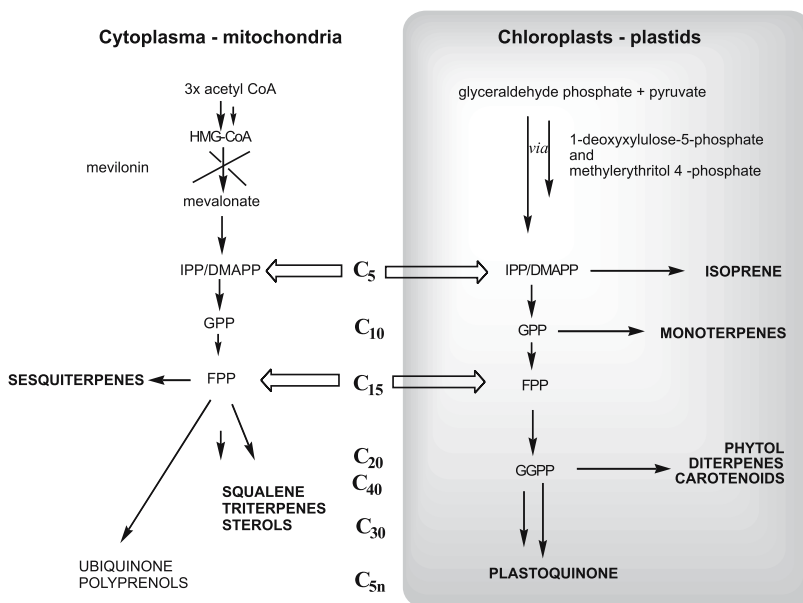 Cytoplasma - mitochondria
3x acetyl CoA
HMG-CoA
mevilonin
mevalonate
IPP/DMAPP
GPP
SESQUITERPENES
FPP
SQUALENE
TRITERPENES
STEROLS
UBIQUINONE
POLYPRENOLS
C5
C10
C15
C20
C40
C30
C5n
Chloroplasts - plastids
glyceraldehyde phosphate + pyruvate
via
1-deoxyxylulose-5-phosphate
and
methylerythritol 4 -phosphate
IPP/DMAPP
ISOPRENE
GPP
MONOTERPENES
FPP
GGPP
PHYTOL
DITERPENES
CAROTENOIDS
PLASTOQUINONE